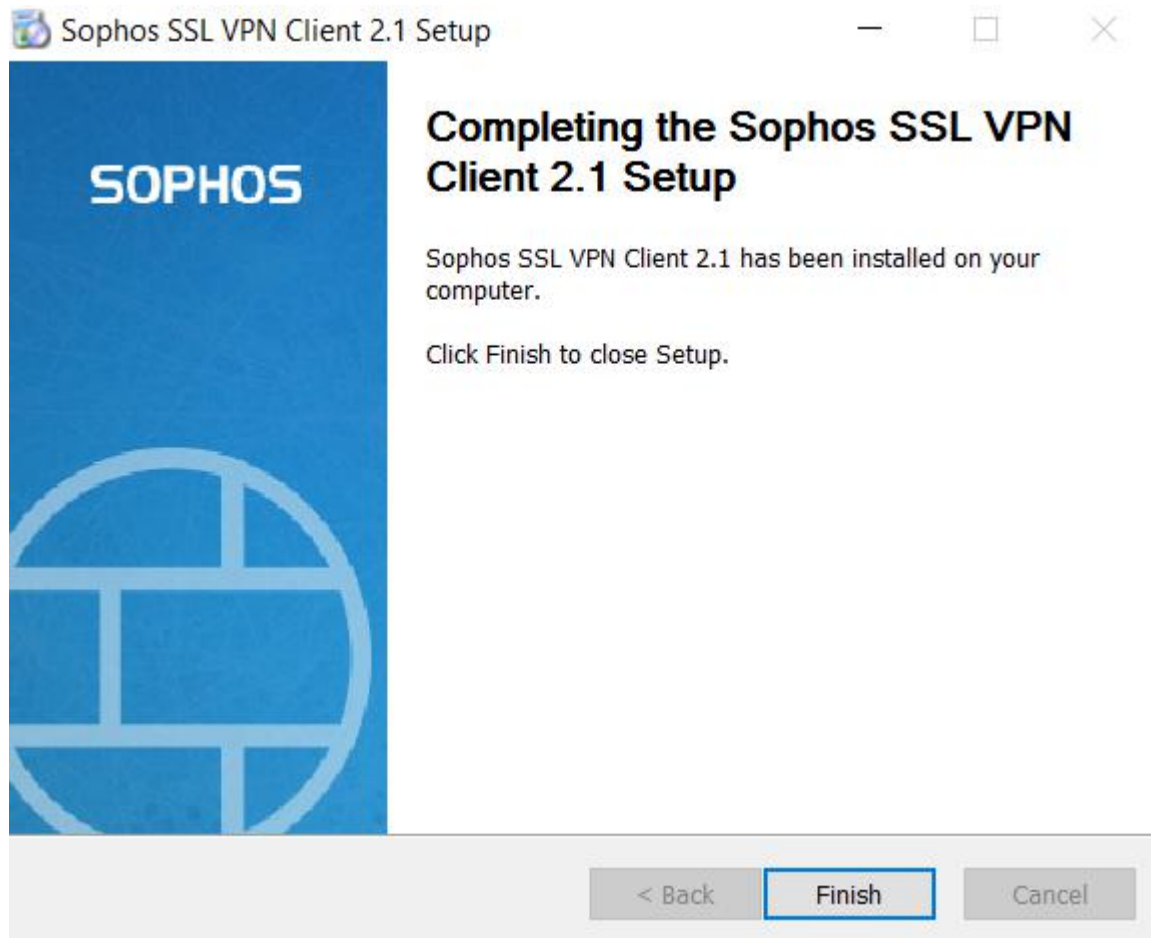 Sophos SSL VPN Client 2.1 Setup
SOPHOS
Completing the Sophos SSL VPN
Client 2.1 Setup
Sophos SSL VPN Client 2.1 has been installed on your
computer.
Click Finish to close Setup.
< Back
Finish
Cancel